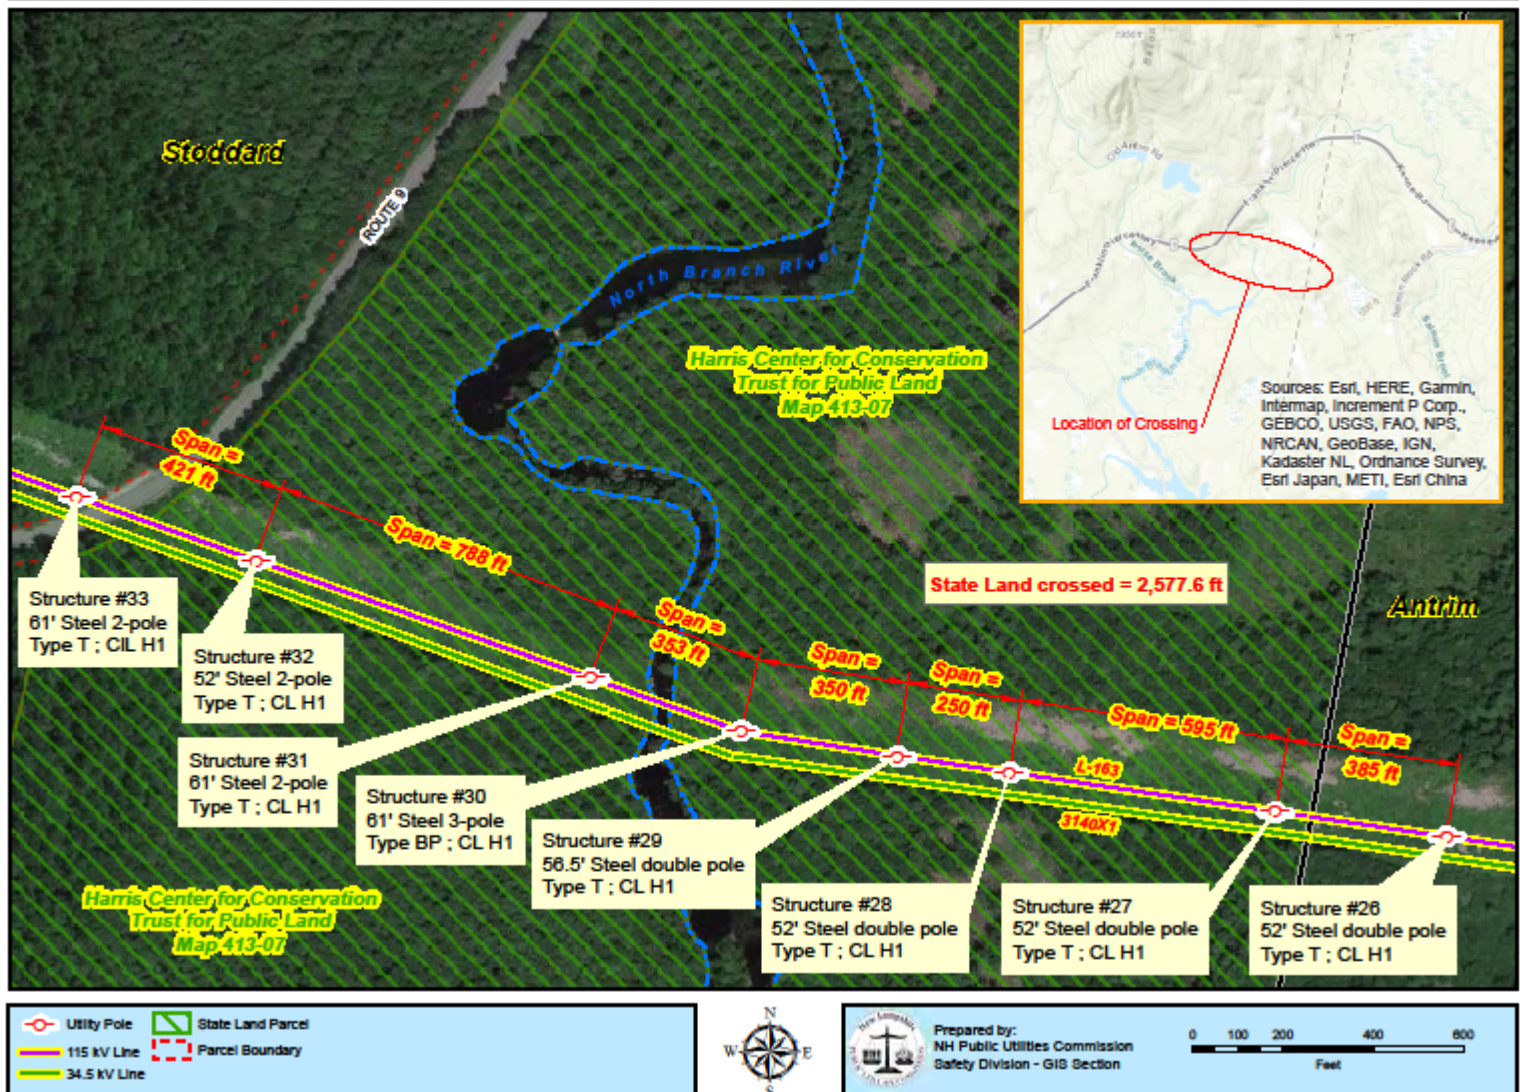 Stoddard
ROUTE 9
North Branch River
Harris Center for Conservation
Trust for Public Land
Map 413-07
Location of Crossing
Sources: Esri, HERE, Garmin,
Intermap, increment P Corp.,
GEBCO, USGS, FAO, NPS,
NRCAN, GeoBase, IGN,
Kadaster NL, Ordnance Survey,
Esri Japan, METI, Esri China
Span =
421 ft
Span = 788 ft
Span =
353 ft
Span =
350 ft
Span =
250 ft
Span = 595 ft
Span =
385 ft
State Land crossed = 2,577.6 ft
Antrim
L-163
3140X1
Structure #33
61' Steel 2-pole
Type T ; CIL H1
Structure #32
52' Steel 2-pole
Type T ; CL H1
Structure #31
61' Steel 2-pole
Type T ; CL H1
Structure #30
61' Steel 3-pole
Type BP ; CL H1
Structure #29
56.5' Steel double pole
Type T ; CL H1
Structure #28
52' Steel double pole
Type T ; CL H1
Structure #27
52' Steel double pole
Type T ; CL H1
Structure #26
52' Steel double pole
Type T ; CL H1
Harris Center for Conservation
Trust for Public Land
Map 413-07
Utility Pole
State Land Parcel
115 kV Line
Parcel Boundary
34.5 kV Line
N
W E
S
New Hampshire
Prepared by:
NH Public Utilities Commission
Safety Division - GIS Section
0 100 200 400 600
Feet